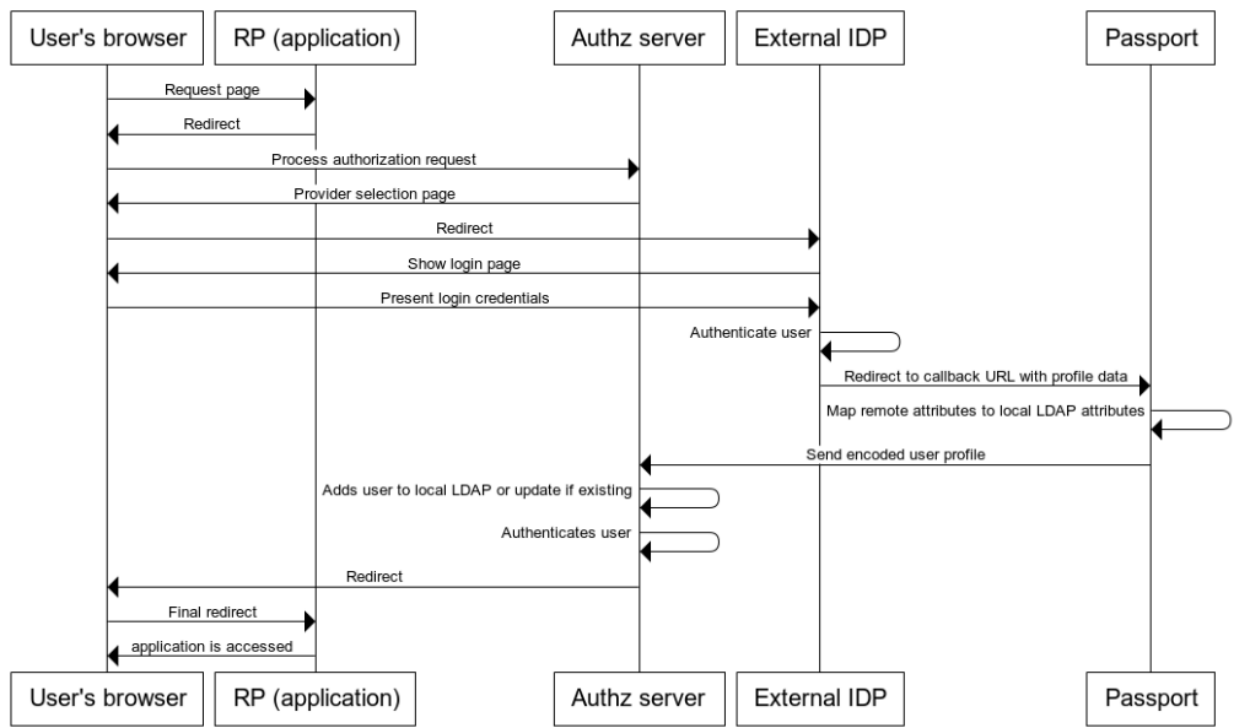 User's browser
RP (application)
Authz server
External IDP
Passport
Request page
Redirect
Process authorization request
Provider selection page
Redirect
Show login page
Present login credentials
Authenticate user
Redirect to callback URL with profile data
Map remote attributes to local LDAP attributes
Send encoded user profile
Adds user to local LDAP or update if existing
Authenticates user
Redirect
Final redirect
application is accessed
User's browser
RP (application)
Authz server
External IDP
Passport